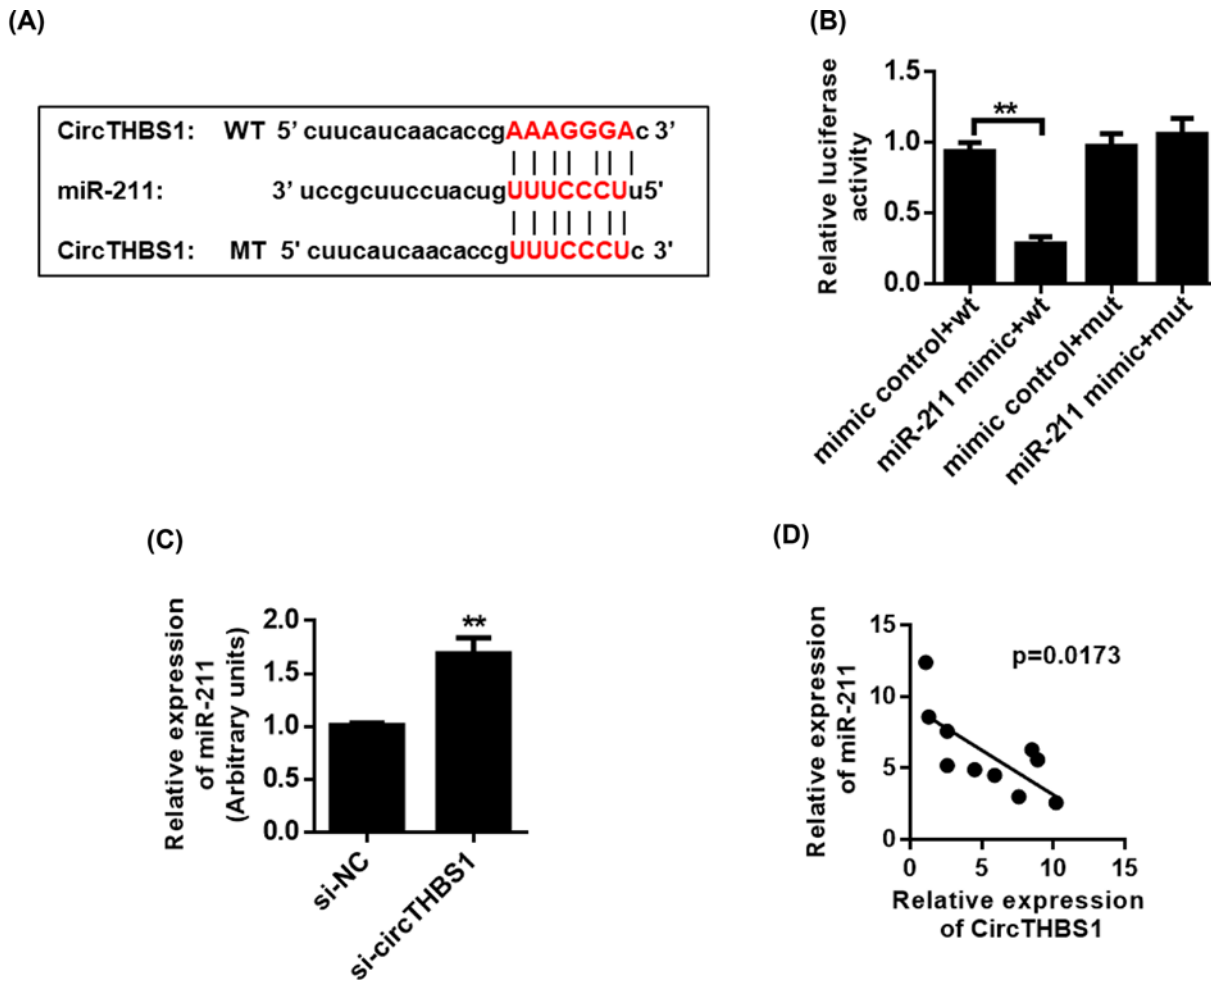 (A)
CircTHBS1: WT 5’ cuucaucaacaccgAAAGGGAc 3’
miR-211: 3’ uccgcuuccuacugUUUCCCUu5'
CircTHBS1: MT 5' cuucaucaacaccgUUUCCCUc 3'
(B)
Relative luciferase
activity
1.5
1.0
0.5
0.0
**
mimic control+wt
miR-211 mimic+wt
mimic control+mut
miR-211 mimic+mut
(C)
Relative expression
of miR-211
(Arbitrary units)
2.0
1.5
1.0
0.5
0.0
**
si-NC
si-circTHBS1
(D)
Relative expression
of miR-211
15
10
5
0
p=0.0173
0 5 10 15
Relative expression
of CircTHBS1